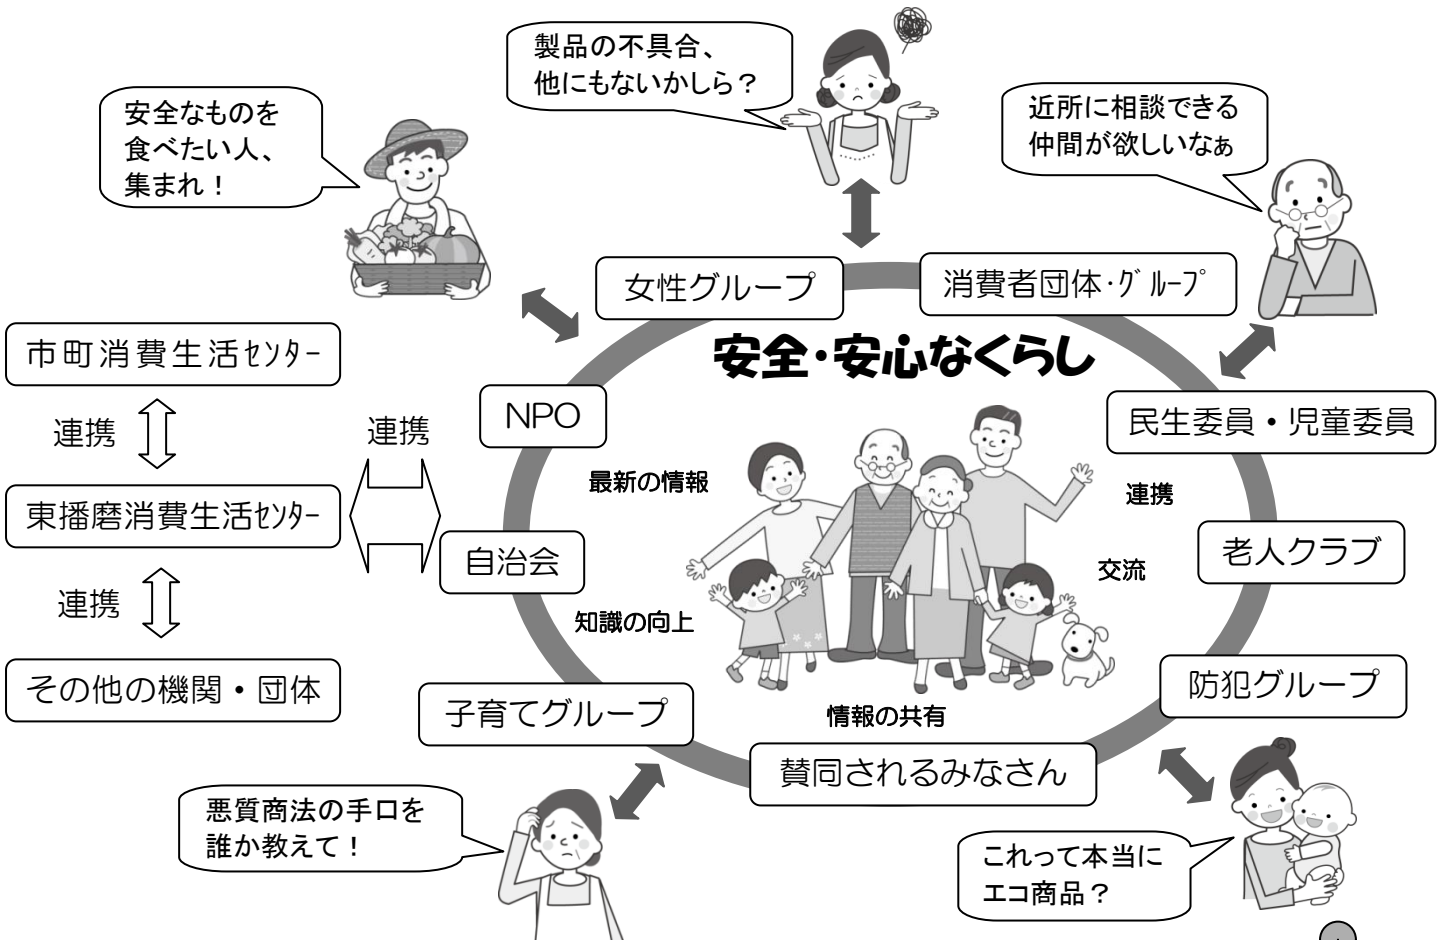 製品の不具合、
他にもないかしら？
安全なものを
食べたい人、
集まれ！
近所に相談できる
仲間が欲しいなぁ
女性グループ
消費者団体・ｸﾞﾙｰﾌﾟ
安全・安心なくらし
市町消費生活ｾﾝﾀｰ
連携
東播磨消費生活ｾﾝﾀｰ
連携
その他の機関・団体
連携
NPO
民生委員・児童委員
最新の情報
連携
自治会
老人クラブ
交流
知識の向上
子育てグループ
防犯グループ
情報の共有
賛同されるみなさん
悪質商法の手口を
誰か教えて！
これって本当に
エコ商品？